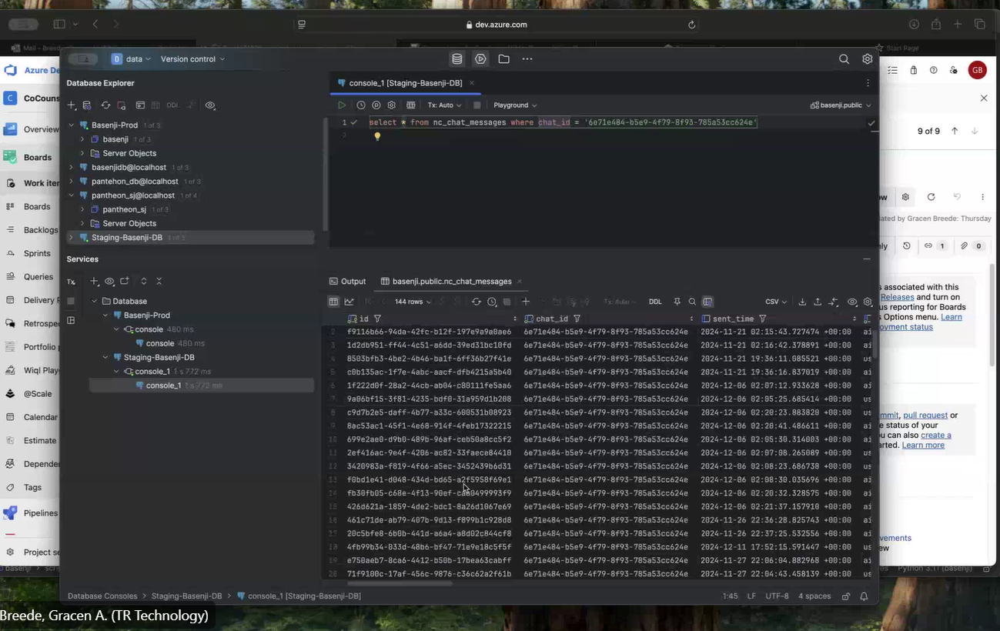 dev.azure.com
Mail - Breede
Start Page
Azure De
GB
data
Version control
Database Explorer
console_1 [Staging-Basenji-DB]
DDL
Tx: Auto
Playground
basenji.public
C
CoCouns
Overview
Boards
Work iten
Boards
Backlogs
Sprints
Queries
Delivery P
Retrospec
Portfolio p
Wiql Playg
@Scale
Calendar
Estimate
Depender
Tags
Pipelines
Project se
Basenji-Prod 1 of 3
basenji 1 of 3
Server Objects
basenjidb@localhost 1 of 3
pantehon_db@localhost 1 of 3
pantheon_sj@localhost 1 of 4
pantheon_sj 1 of 3
Server Objects
Staging-Basenji-DB 1 of 3
1 select * from nc_chat_messages where chat_id = '6e71e484-b5e9-4f79-8f93-785a53cc624e'
2
9 of 9
ated by Gracen Breede: Thursday
1
0
s associated with this
Releases and turn on
us reporting for Boards
s Options menu. Learn
oyment status
mmit, pull request or
e status of your
ou can also create a
arted. Learn more
vements
ew
Services
Tx
Database
Basenji-Prod
console 480 ms
console 480 ms
Staging-Basenji-DB
console_1 1 s 772 ms
console_1 1 s 772 ms
Output
basenji.public.nc_chat_messages
144 rows
Tx: Auto
DDL
CSV
id chat_id sent_time
2 f9116b66-94da-42fc-b12f-197e9a9a0ae6 6e71e484-b5e9-4f79-8f93-785a53cc624e 2024-11-21 02:15:43.727474 +00:00 ai
3 1d2db951-ff44-4c51-a6dd-39ed31bc10fd 6e71e484-b5e9-4f79-8f93-785a53cc624e 2024-11-21 02:16:42.378891 +00:00 ai
4 8503bfb3-4be2-4b46-ba1f-6ff36b27f41e 6e71e484-b5e9-4f79-8f93-785a53cc624e 2024-11-21 19:36:11.085521 +00:00 us
5 c0b135ac-1f7e-4abc-aacf-dfb4215a5b40 6e71e484-b5e9-4f79-8f93-785a53cc624e 2024-11-21 19:36:16.837019 +00:00 ai
6 1f222d0f-28a2-44cb-ab04-c80111fe5aa6 6e71e484-b5e9-4f79-8f93-785a53cc624e 2024-12-06 02:07:12.933628 +00:00 us
7 9a06bf15-3f81-4235-bdf0-31a959d1b208 6e71e484-b5e9-4f79-8f93-785a53cc624e 2024-12-06 02:05:25.685414 +00:00 us
8 c9d7b2e5-daff-4b77-a33c-600531b08923 6e71e484-b5e9-4f79-8f93-785a53cc624e 2024-12-06 02:20:23.883820 +00:00 us
9 8ac53ac1-45f1-4e68-914f-4feb17322215 6e71e484-b5e9-4f79-8f93-785a53cc624e 2024-12-06 02:20:41.486611 +00:00 us
10 699e2ae0-d9b0-489b-96af-ceb50a8cc5f2 6e71e484-b5e9-4f79-8f93-785a53cc624e 2024-12-06 02:05:30.314003 +00:00 ai
11 2ef416ac-9e4f-4206-ac82-33faece84410 6e71e484-b5e9-4f79-8f93-785a53cc624e 2024-12-06 02:07:08.265089 +00:00 us
12 3420983a-f819-4f66-a5ec-3452439b6d31 6e71e484-b5e9-4f79-8f93-785a53cc624e 2024-12-06 02:08:23.686738 +00:00 us
13 f0bd1e41-d048-434d-bd65-a2f5958f69e1 6e71e484-b5e9-4f79-8f93-785a53cc624e 2024-12-06 02:08:30.035696 +00:00 ai
14 6e71e484-b5e9-4f79-8f93-785a53cc624e 2024-12-06 02:20:32.328575 +00:00 ai
15 426d621a-1859-4de2-bdc1-8a26d1067e69 6e71e484-b5e9-4f79-8f93-785a53cc624e 2024-12-06 02:21:37.157910 +00:00 ai
16 461c71de-ab79-407b-9d13-f899b1c928d8 6e71e484-b5e9-4f79-8f93-785a53cc624e 2024-11-26 22:36:28.825743 +00:00 us
17 20c5bfe8-6b0b-441d-a6a4-a8d02c844cf8 6e71e484-b5e9-4f79-8f93-785a53cc624e 2024-11-26 22:37:25.532556 +00:00 us
18 4fb99b34-033d-48b6-bf47-71e9e18c5f5f 6e71e484-b5e9-4f79-8f93-785a53cc624e 2024-12-11 17:52:15.591447 +00:00 us
19 e750aeb7-8ca6-4412-b50b-17bea63cabff 6e71e484-b5e9-4f79-8f93-785a53cc624e 2024-11-27 22:06:04.882968 +00:00 ai
20 71f9100c-17af-456c-9876-c36c62a2f61b 6e71e484-b5e9-4f79-8f93-785a53cc624e 2024-11-27 22:04:43.458139 +00:00 us
Database Consoles > Staging-Basenji-DB > console_1 [Staging-Basenji-DB]
1:45 LF UTF-8 4 spaces
Python 3.11 (basenji)
Breede, Gracen A. (TR Technology)